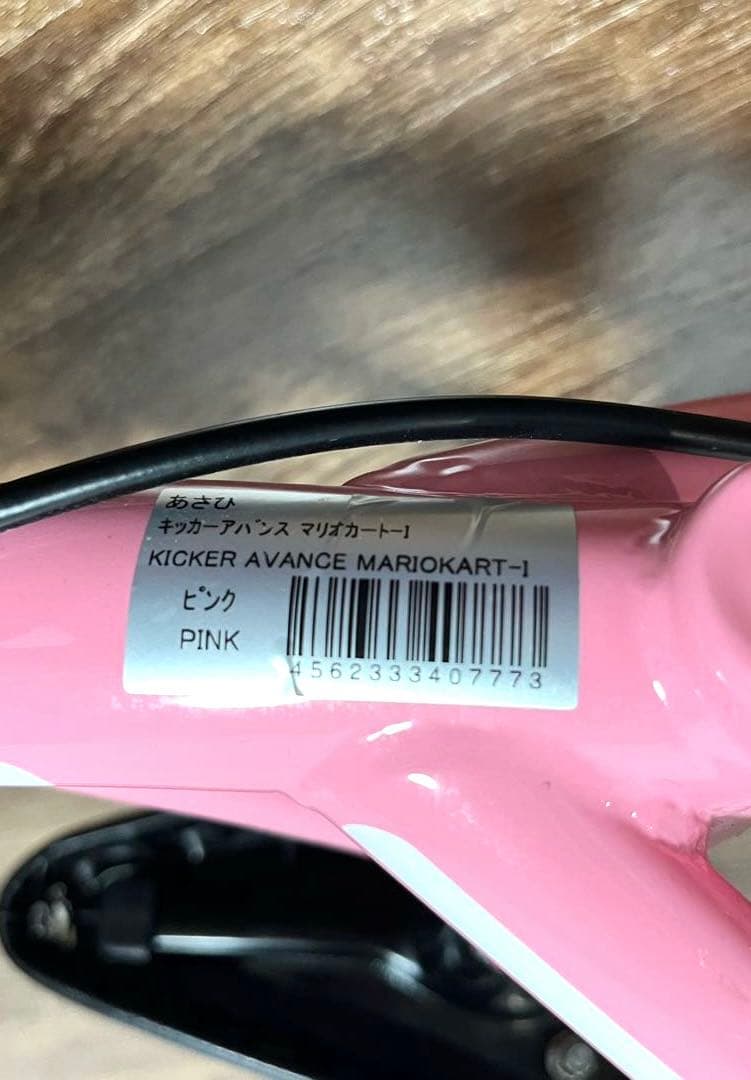 あさひ
キッカーアバンス マリオカート-I
KICKER AVANCE MARIOKART-I
ピンク
PINK
4562333407773